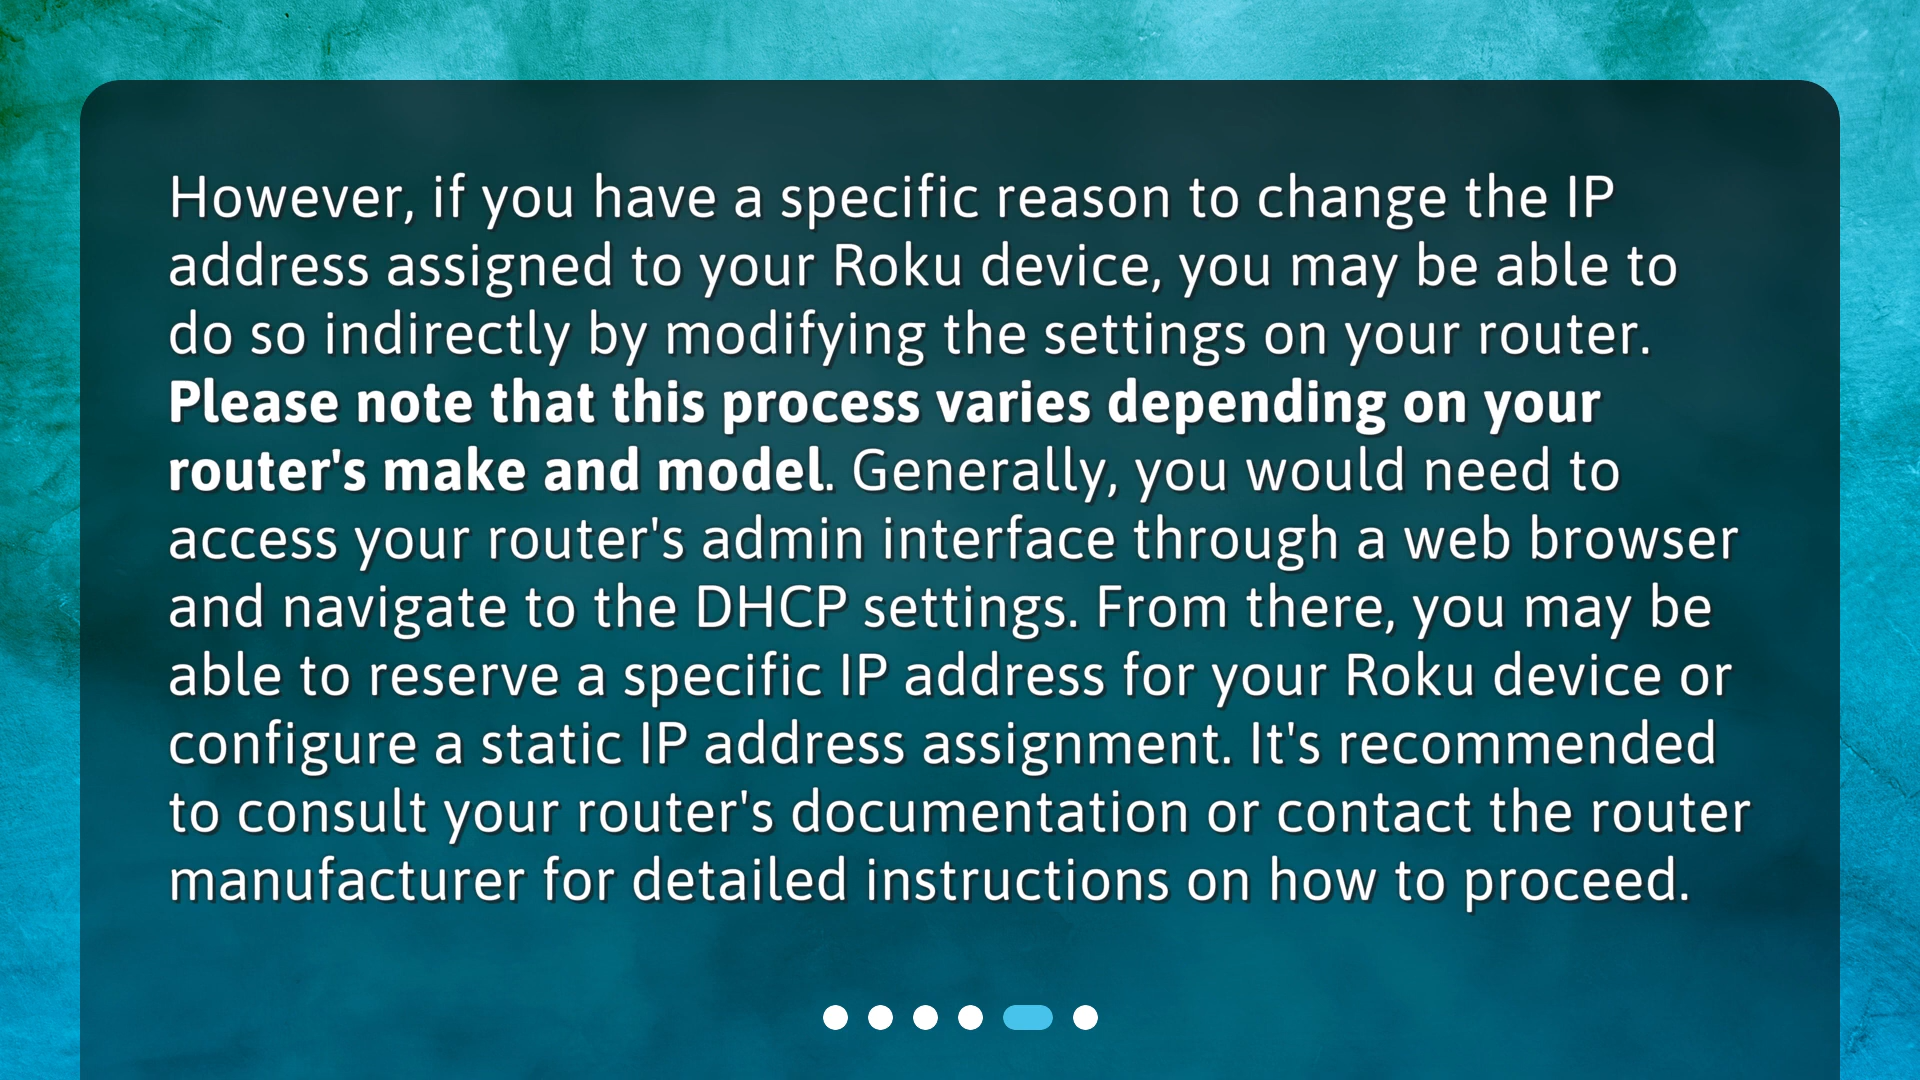 However, if you have a specific reason to change the IP
address assigned to your Roku device, you may be able to
do so indirectly by modifying the settings on your router.
Please note that this process varies depending on your
router's make and model. Generally, you would need to
access your router's admin interface through a web browser
and navigate to the DHCP settings. From there, you may be
able to reserve a specific IP address for your Roku device or
configure a static IP address assignment. It's recommended
to consult your router's documentation or contact the router
manufacturer for detailed instructions on how to proceed.